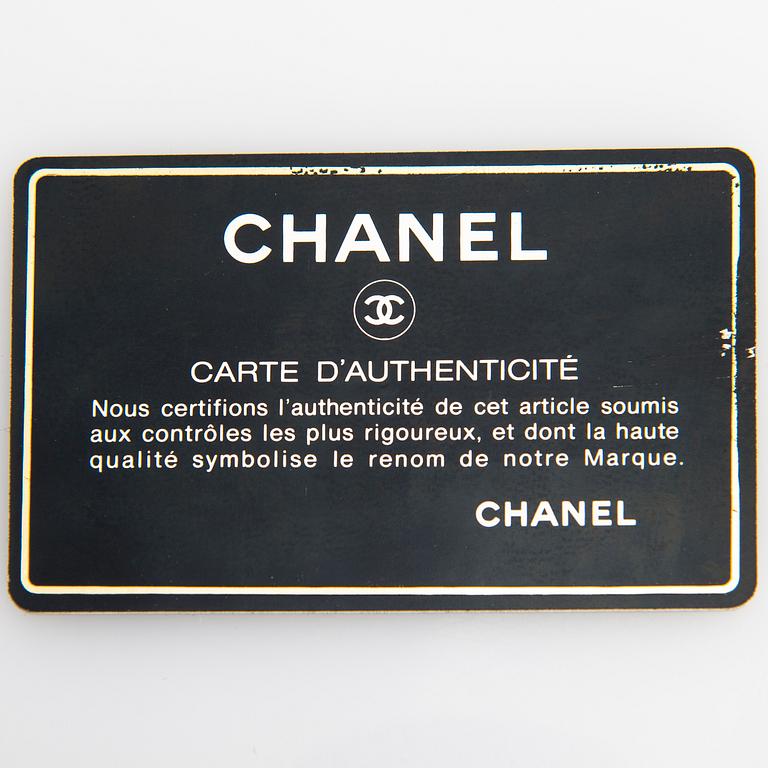 CHANEL
CARTE D'AUTHENTICITÉ
Nous certifions l'authenticité de cet article soumis
aux contrôles les plus rigoureux, et dont la haute
qualité symbolise le renom de notre Marque.
CHANEL